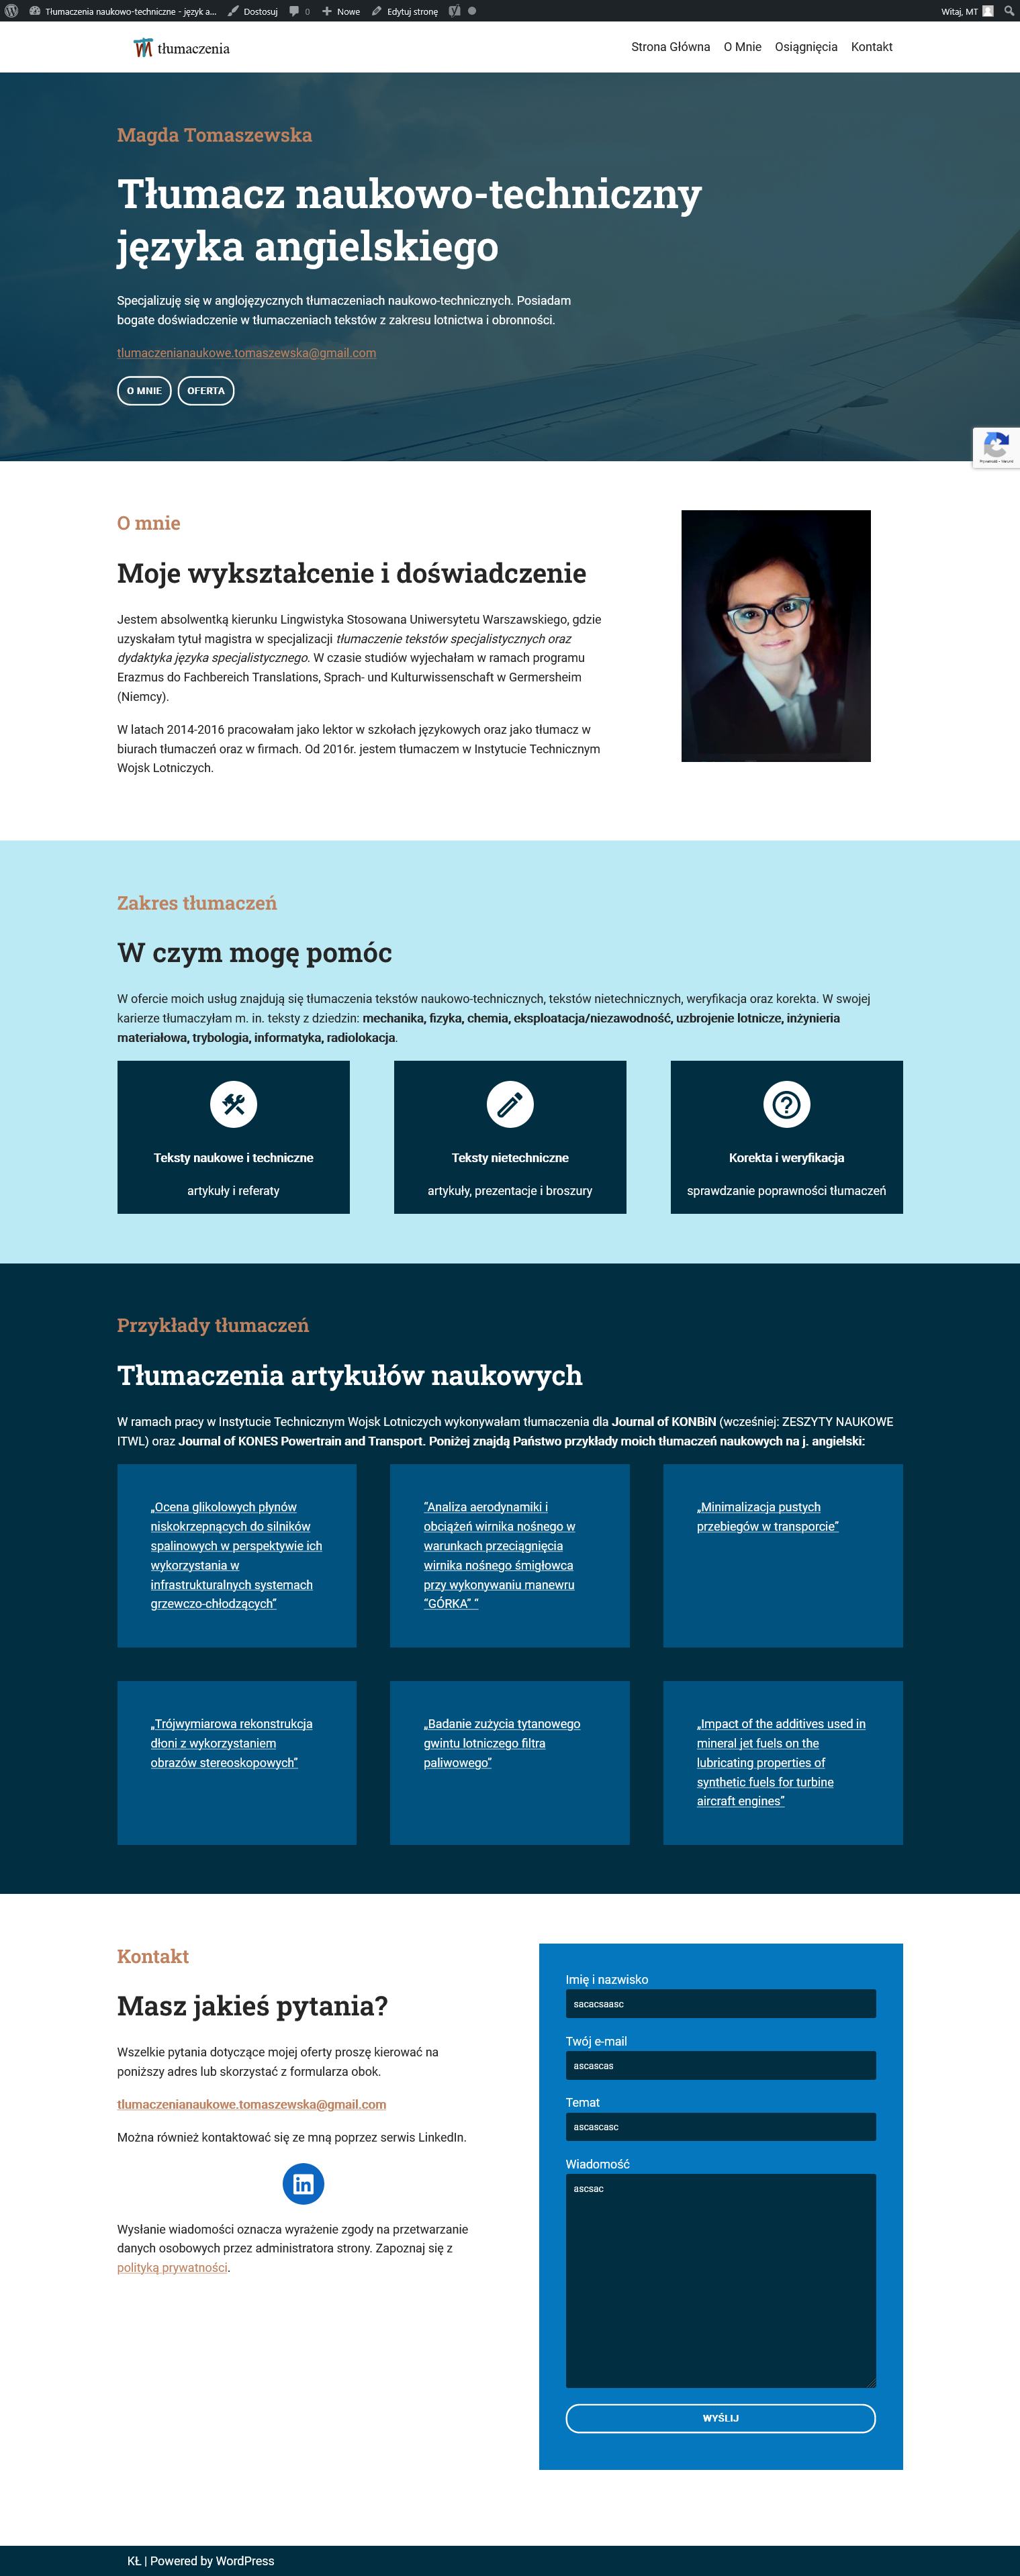 Tłumaczenia naukowo-techniczne - język a... Dostosuj 0 Nowe Edytuj stronę Witaj, MT
tłumaczenia
Strona Główna O Mnie Osiągnięcia Kontakt
Magda Tomaszewska
Tłumacz naukowo-techniczny
języka angielskiego
Specjalizuję się w anglojęzycznych tłumaczeniach naukowo-technicznych. Posiadam
bogate doświadczenie w tłumaczeniach tekstów z zakresu lotnictwa i obronności.
tlumaczenianaukowe.tomaszewska@gmail.com
O MNIE OFERTA
Prywatność - Warunki
O mnie
Moje wykształcenie i doświadczenie
Jestem absolwentką kierunku Lingwistyka Stosowana Uniwersytetu Warszawskiego, gdzie
uzyskałam tytuł magistra w specjalizacji tłumaczenie tekstów specjalistycznych oraz
dydaktyka języka specjalistycznego. W czasie studiów wyjechałam w ramach programu
Erazmus do Fachbereich Translations, Sprach- und Kulturwissenschaft w Germersheim
(Niemcy).
W latach 2014-2016 pracowałam jako lektor w szkołach językowych oraz jako tłumacz w
biurach tłumaczeń oraz w firmach. Od 2016r. jestem tłumaczem w Instytucie Technicznym
Wojsk Lotniczych.
Zakres tłumaczeń
W czym mogę pomóc
W ofercie moich usług znajdują się tłumaczenia tekstów naukowo-technicznych, tekstów nietechnicznych, weryfikacja oraz korekta. W swojej
karierze tłumaczyłam m. in. teksty z dziedzin: mechanika, fizyka, chemia, eksploatacja/niezawodność, uzbrojenie lotnicze, inżynieria
materiałowa, trybologia, informatyka, radiolokacja.
Teksty naukowe i techniczne
artykuły i referaty
Teksty nietechniczne
artykuły, prezentacje i broszury
Korekta i weryfikacja
sprawdzanie poprawności tłumaczeń
Przykłady tłumaczeń
Tłumaczenia artykułów naukowych
W ramach pracy w Instytucie Technicznym Wojsk Lotniczych wykonywałam tłumaczenia dla Journal of KONBiN (wcześniej: ZESZYTY NAUKOWE
ITWL) oraz Journal of KONES Powertrain and Transport. Poniżej znajdą Państwo przykłady moich tłumaczeń naukowych na j. angielski:
„Ocena glikolowych płynów
niskokrzepnących do silników
spalinowych w perspektywie ich
wykorzystania w
infrastrukturalnych systemach
grzewczo-chłodzących”
“Analiza aerodynamiki i
obciążeń wirnika nośnego w
warunkach przeciągnięcia
wirnika nośnego śmigłowca
przy wykonywaniu manewru
“GÓRKA” “
„Minimalizacja pustych
przebiegów w transporcie”
„Trójwymiarowa rekonstrukcja
dłoni z wykorzystaniem
obrazów stereoskopowych”
„Badanie zużycia tytanowego
gwintu lotniczego filtra
paliwowego”
„Impact of the additives used in
mineral jet fuels on the
lubricating properties of
synthetic fuels for turbine
aircraft engines”
Kontakt
Masz jakieś pytania?
Wszelkie pytania dotyczące mojej oferty proszę kierować na
poniższy adres lub skorzystać z formularza obok.
tlumaczenianaukowe.tomaszewska@gmail.com
Można również kontaktować się ze mną poprzez serwis LinkedIn.
in
Wysłanie wiadomości oznacza wyrażenie zgody na przetwarzanie
danych osobowych przez administratora strony. Zapoznaj się z
polityką prywatności.
Imię i nazwisko
sacacsaasc
Twój e-mail
ascascas
Temat
ascascasc
Wiadomość
ascsac
WYŚLIJ
KŁ | Powered by WordPress